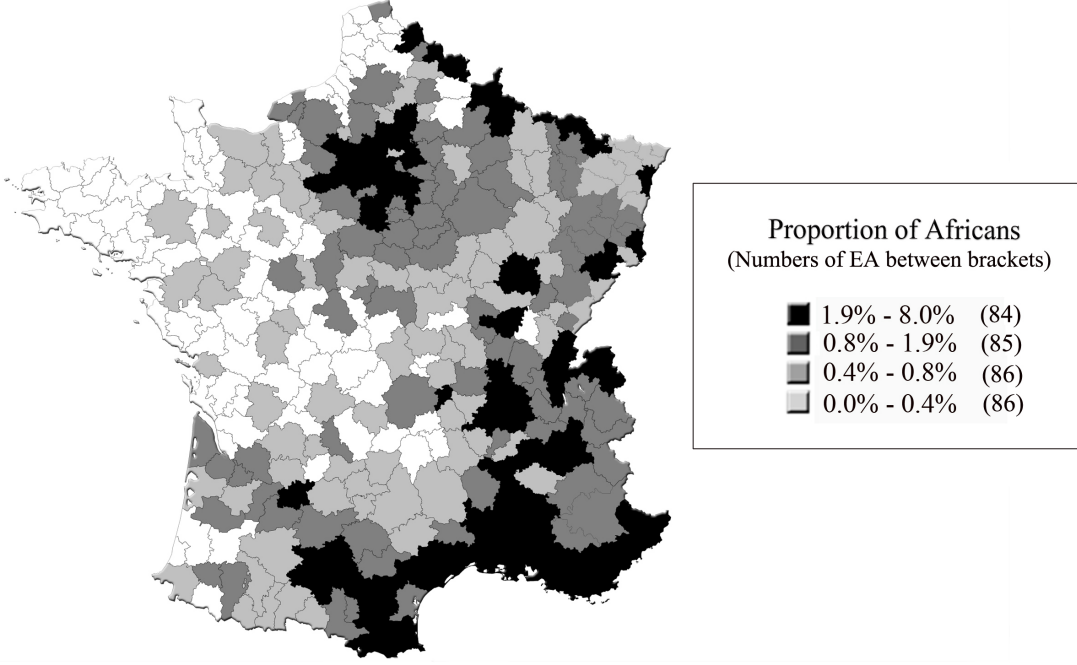 Proportion of Africans
(Numbers of EA between brackets)
1.9% - 8.0% (84)
0.8% - 1.9% (85)
0.4% - 0.8% (86)
0.0% - 0.4% (86)